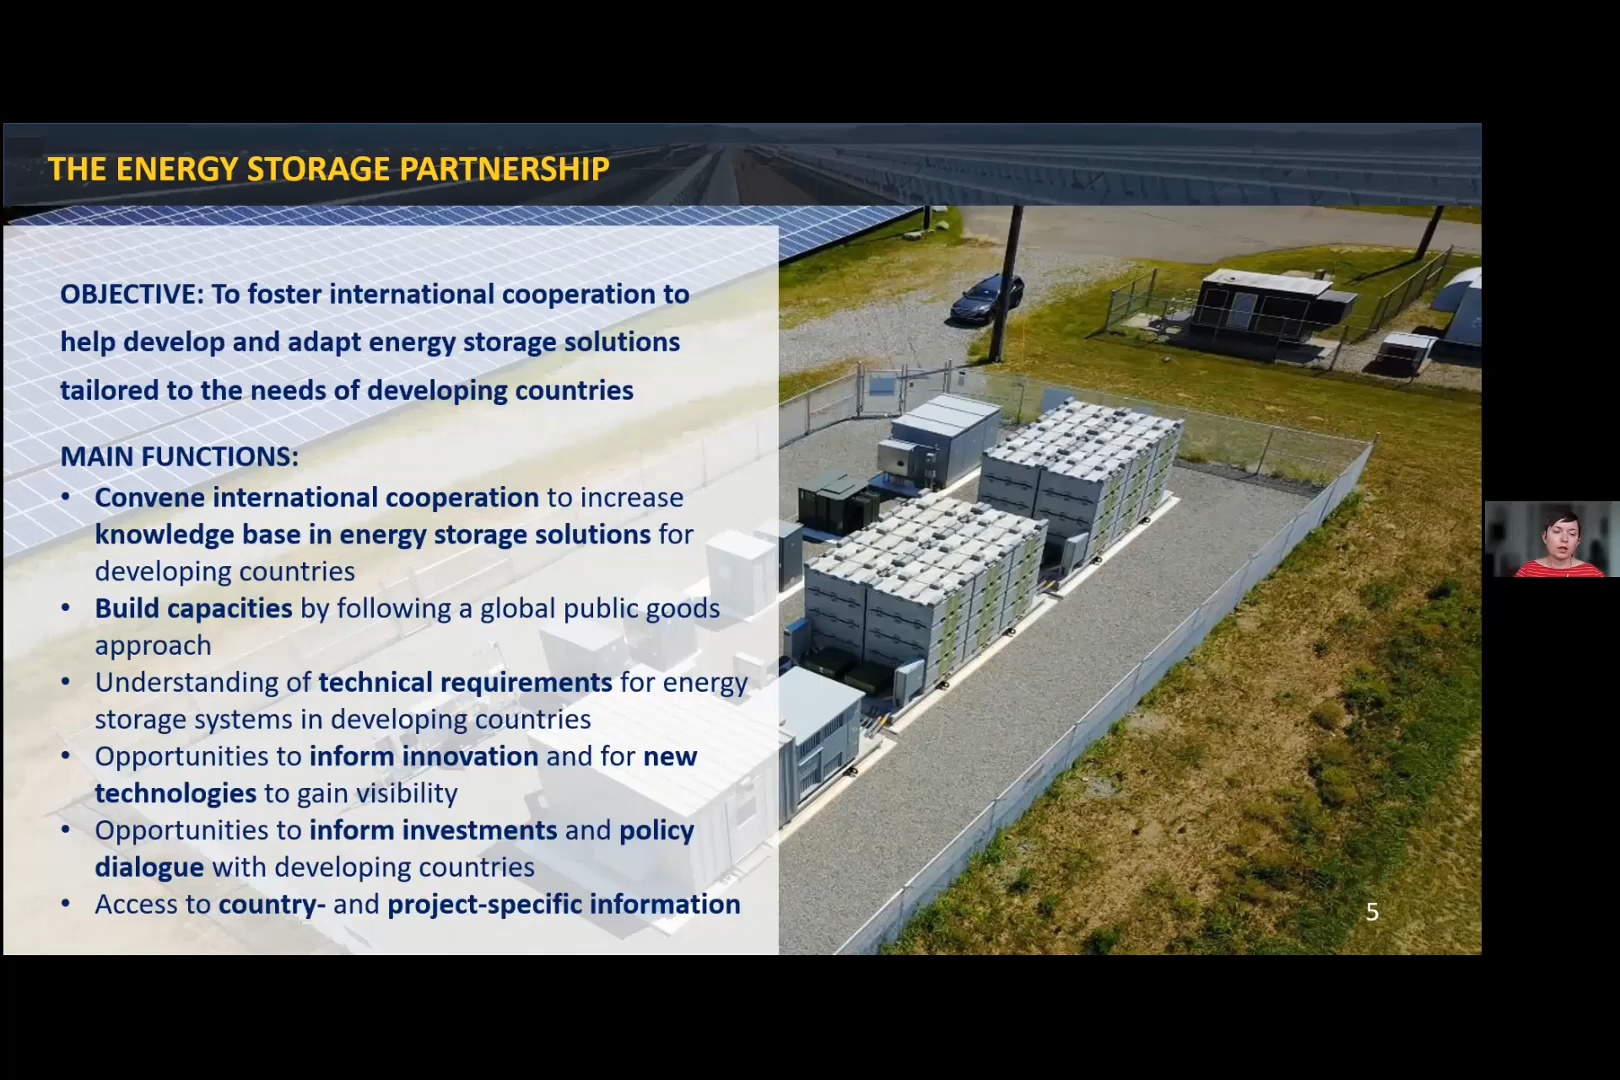 THE ENERGY STORAGE PARTNERSHIP
OBJECTIVE: To foster international cooperation to
help develop and adapt energy storage solutions
tailored to the needs of developing countries
MAIN FUNCTIONS:
• Convene international cooperation to increase
knowledge base in energy storage solutions for
developing countries
• Build capacities by following a global public goods
approach
• Understanding of technical requirements for energy
storage systems in developing countries
• Opportunities to inform innovation and for new
technologies to gain visibility
• Opportunities to inform investments and policy
dialogue with developing countries
• Access to country- and project-specific information
5